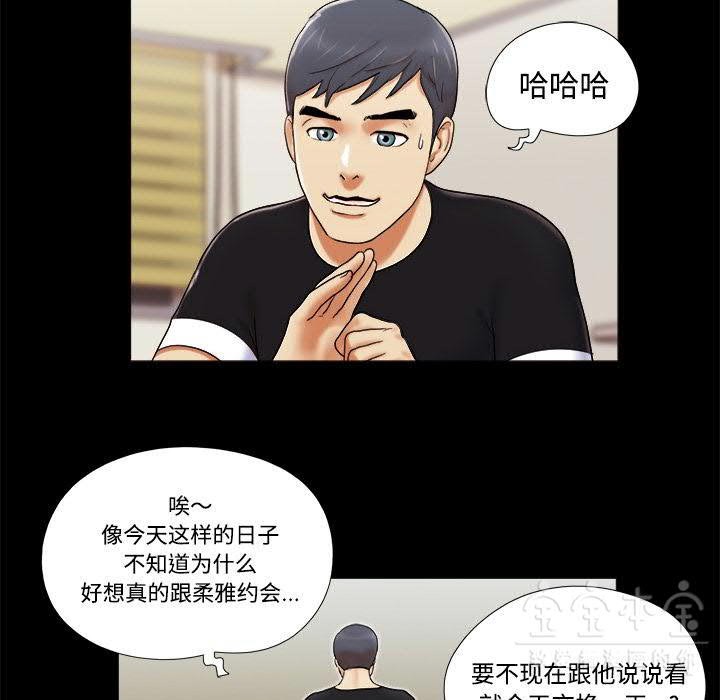 哈哈哈
唉～
像今天这样的日子
不知道为什么
好想真的跟柔雅约会...
要不现在跟他说说看